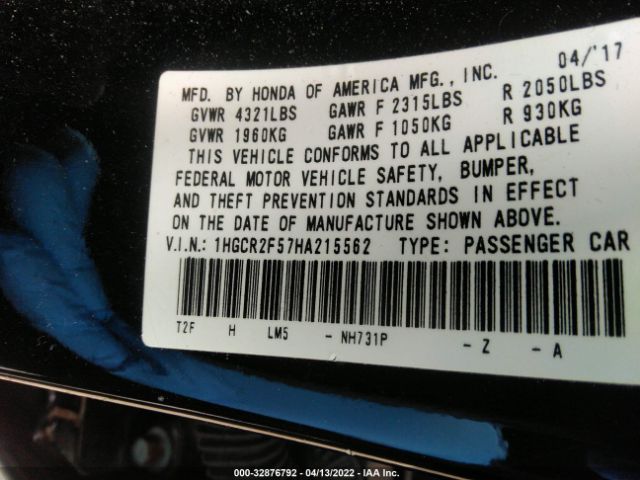 04/'17
MFD. BY HONDA OF AMERICA MFG., INC.
GVWR 4321LBS GAWR F 2315LBS R 2050LBS
GVWR 1960KG GAWR F 1050KG R 930KG
THIS VEHICLE CONFORMS TO ALL APPLICABLE
FEDERAL MOTOR VEHICLE SAFETY, BUMPER,
AND THEFT PREVENTION STANDARDS IN EFFECT
ON THE DATE OF MANUFACTURE SHOWN ABOVE.
V.I.N.: 1HGCR2F57HA215562 TYPE: PASSENGER CAR
T2F H LM5 - NH731P - Z - A
000-32876792 - 04/13/2022 - IAA Inc.